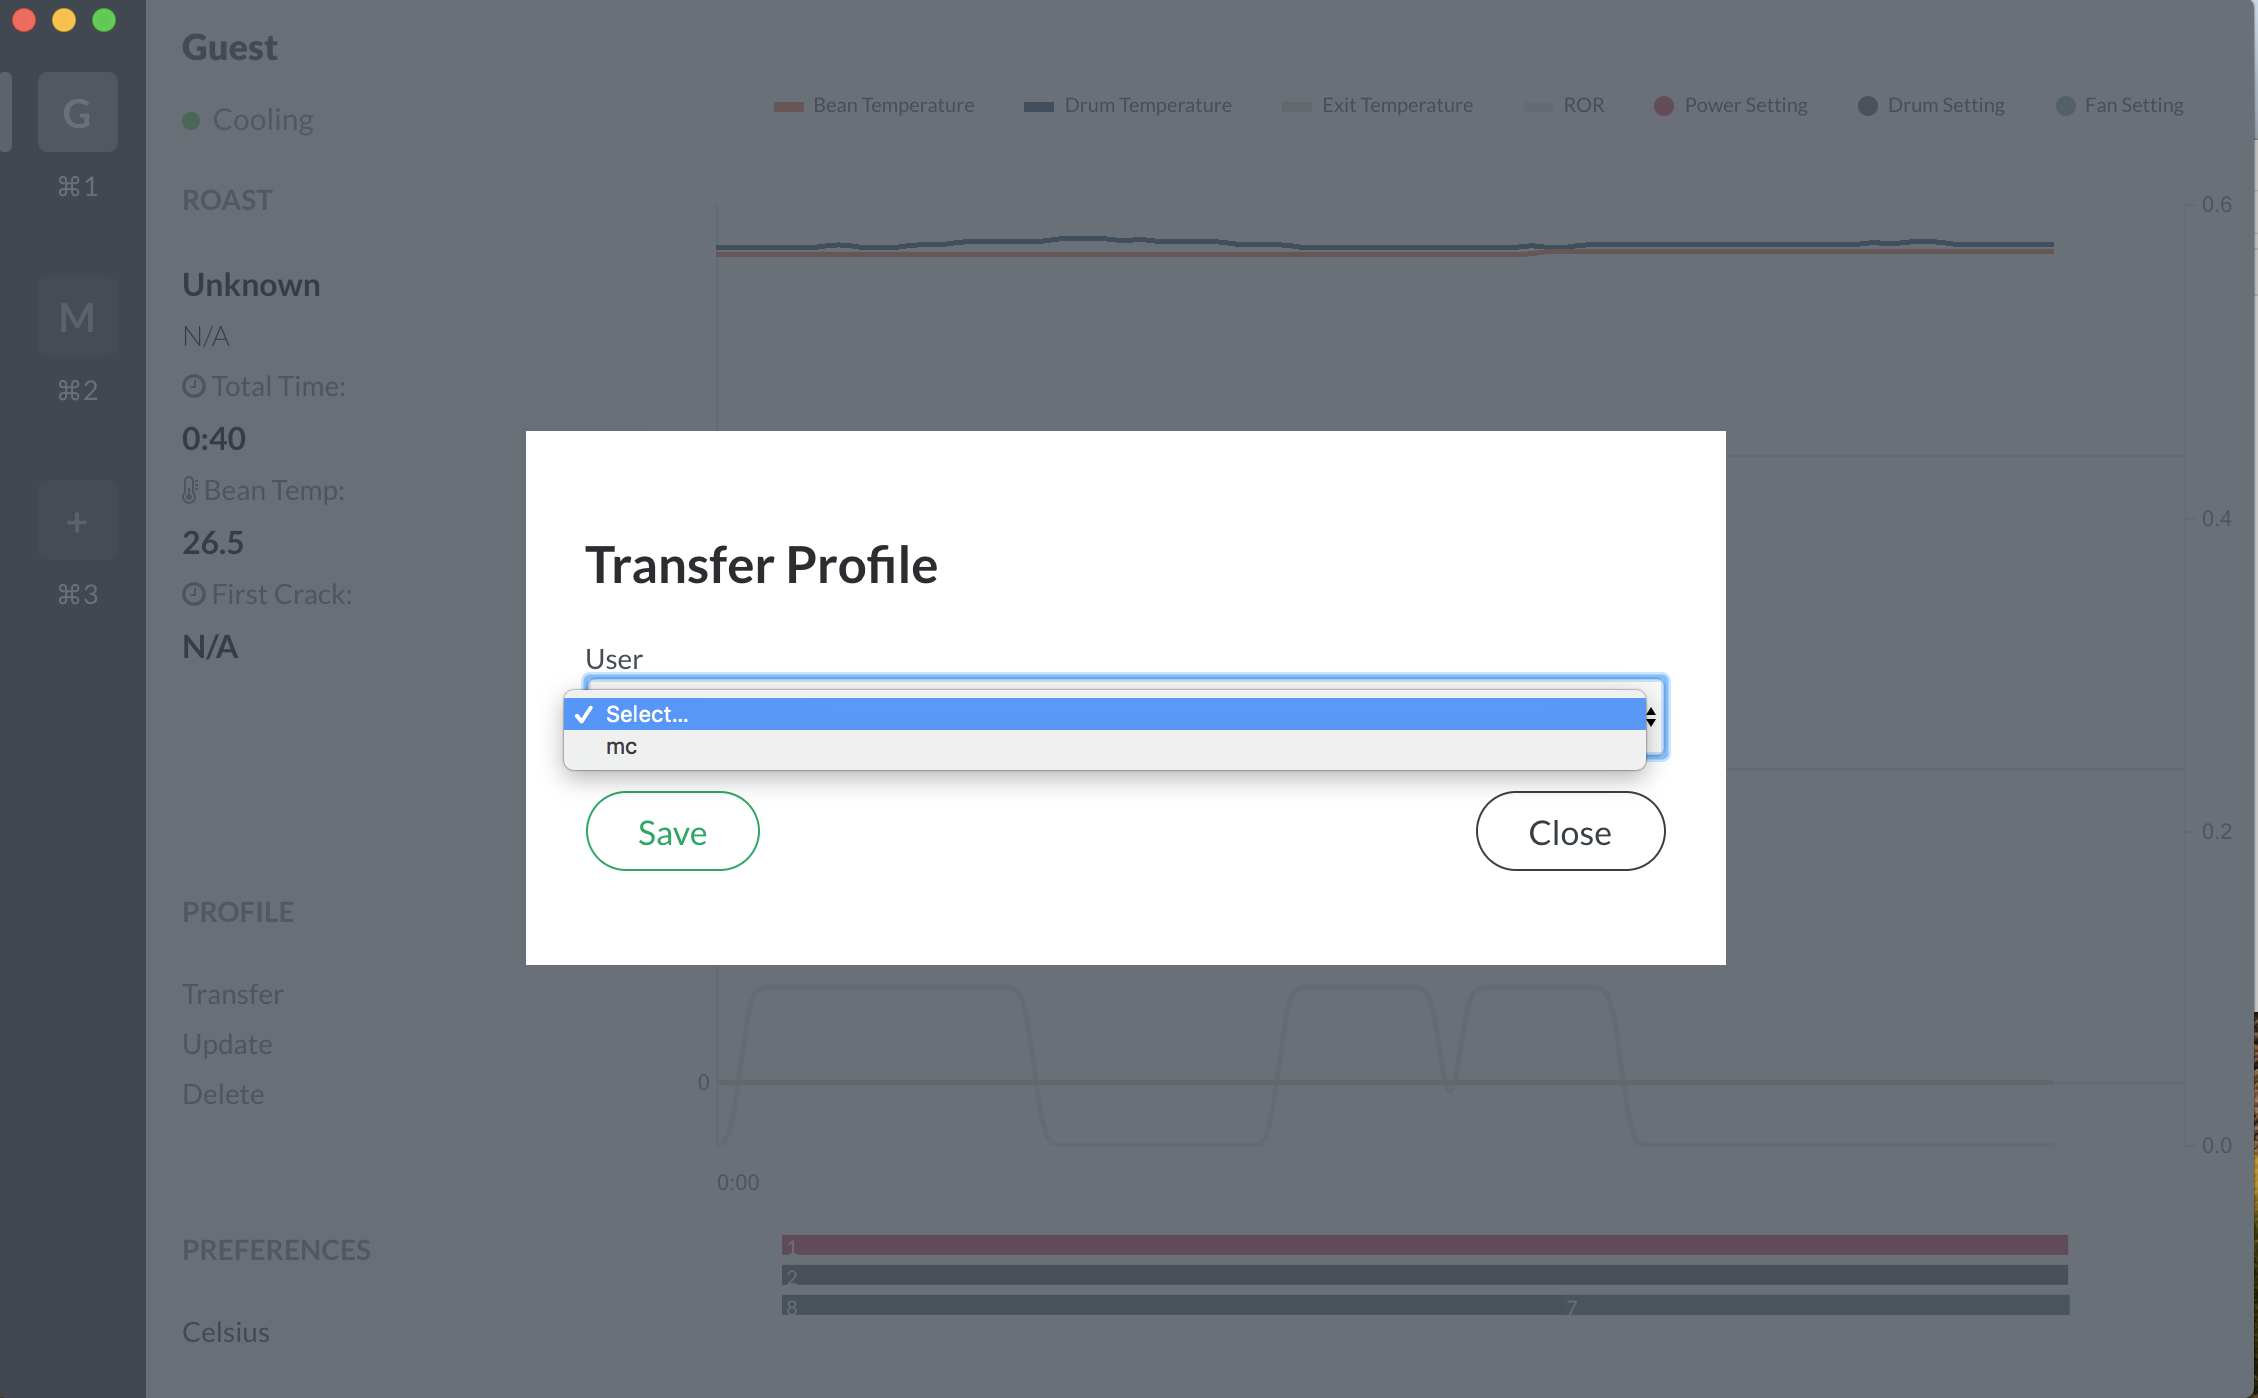 Guest
Cooling
G
⌘1
M
⌘2
+
⌘3
ROAST
Unknown
N/A
Total Time:
0:40
Bean Temp:
26.5
First Crack:
N/A
PROFILE
Transfer
Update
Delete
PREFERENCES
Celsius
Bean Temperature
Drum Temperature
Exit Temperature
ROR
Power Setting
Drum Setting
Fan Setting
0.6
0.4
0.2
0.0
0
0:00
1
2
8
7
Transfer Profile
User
✓ Select...
mc
Save
Close